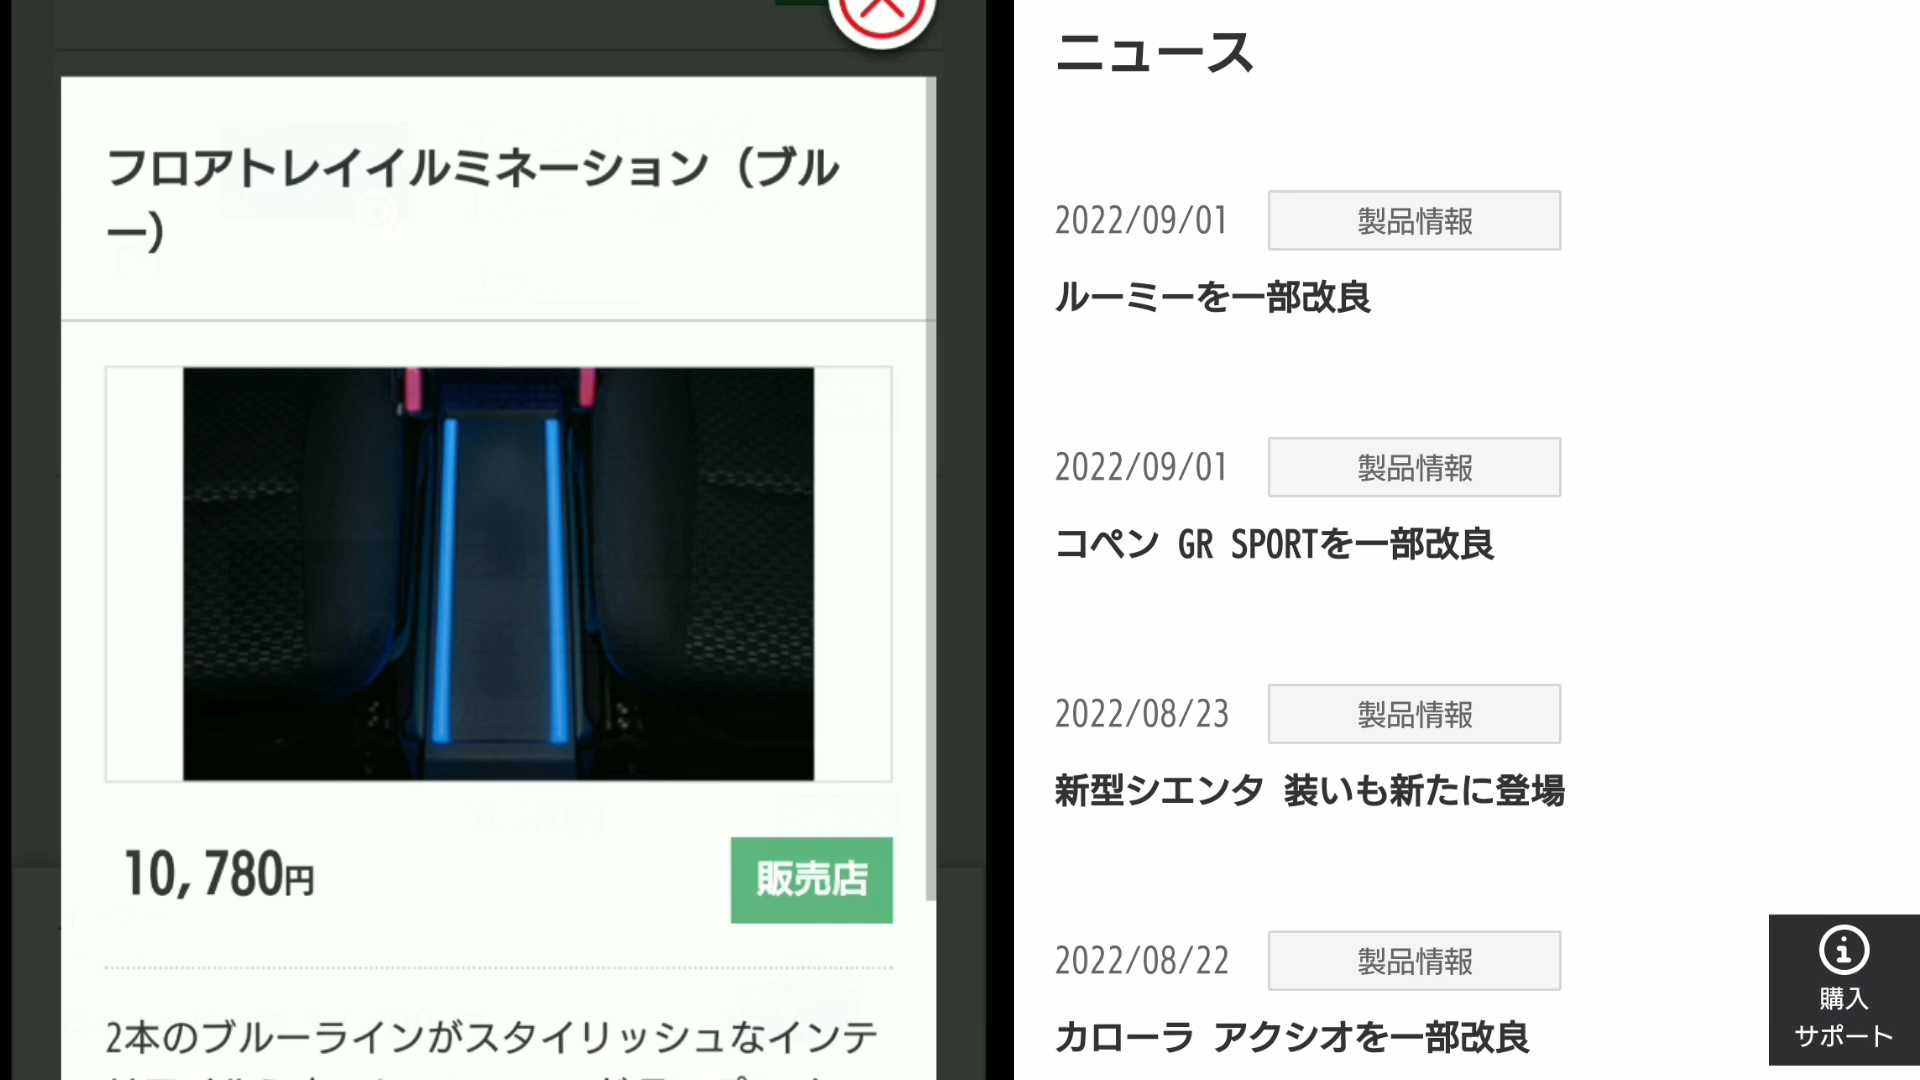 フロアトレイイルミネーション（ブル
ー）
10,780円
販売店
2本のブルーラインがスタイリッシュなインテ
ニュース
2022/09/01 製品情報
ルーミーを一部改良
2022/09/01 製品情報
コペン GR SPORTを一部改良
2022/08/23 製品情報
新型シエンタ 装いも新たに登場
2022/08/22 製品情報
カローラ アクシオを一部改良
購入
サポート